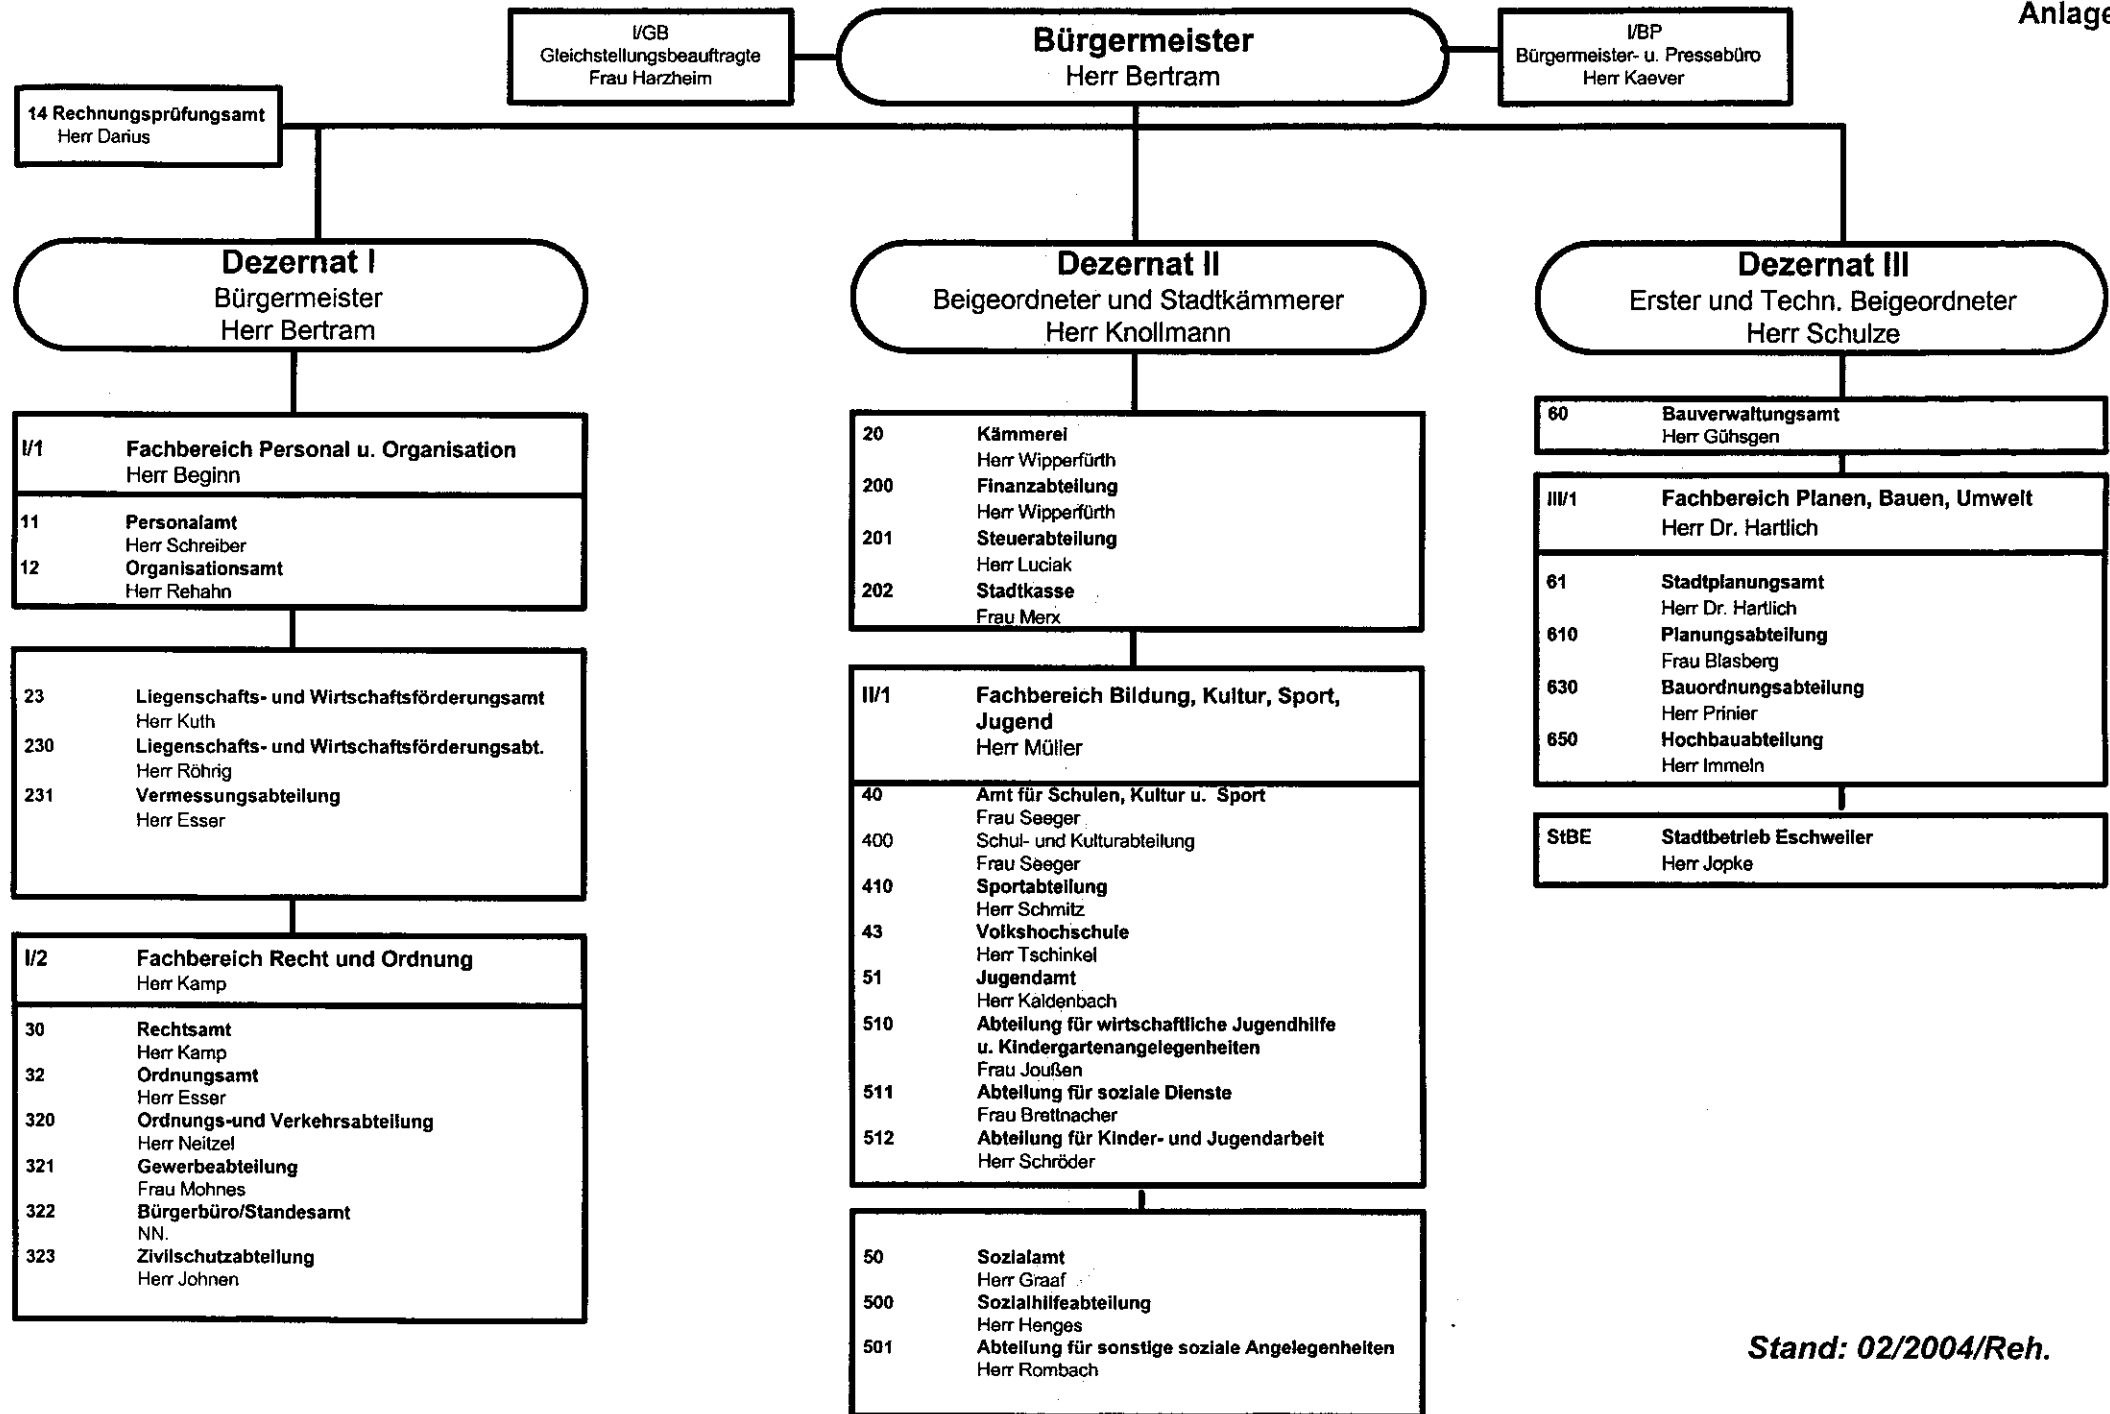 Anlage
I/GB
Gleichstellungsbeauftragte
Frau Harzheim
Bürgermeister
Herr Bertram
I/BP
Bürgermeister- u. Pressebüro
Herr Kaever
14 Rechnungsprüfungsamt
Herr Darius
Dezernat I
Bürgermeister
Herr Bertram
Dezernat II
Beigeordneter und Stadtkämmerer
Herr Knollmann
Dezernat III
Erster und Techn. Beigeordneter
Herr Schulze
I/1 Fachbereich Personal u. Organisation
Herr Beginn
11 Personalamt
Herr Schreiber
12 Organisationsamt
Herr Rehahn
23 Liegenschafts- und Wirtschaftsförderungsamt
Herr Kuth
230 Liegenschafts- und Wirtschaftsförderungsabt.
Herr Röhrig
231 Vermessungsabteilung
Herr Esser
I/2 Fachbereich Recht und Ordnung
Herr Kamp
30 Rechtsamt
Herr Kamp
32 Ordnungsamt
Herr Esser
320 Ordnungs-und Verkehrsabteilung
Herr Neitzel
321 Gewerbeabteilung
Frau Mohnes
322 Bürgerbüro/Standesamt
NN.
323 Zivilschutzabteilung
Herr Johnen
20 Kämmerei
Herr Wipperfürth
200 Finanzabteilung
Herr Wipperfürth
201 Steuerabteilung
Herr Luciak
202 Stadtkasse
Frau Merx
II/1 Fachbereich Bildung, Kultur, Sport,
Jugend
Herr Müller
40 Amt für Schulen, Kultur u. Sport
Frau Seeger
400 Schul- und Kulturabteilung
Frau Seeger
410 Sportabteilung
Herr Schmitz
43 Volkshochschule
Herr Tschinkel
51 Jugendamt
Herr Kaldenbach
510 Abteilung für wirtschaftliche Jugendhilfe
u. Kindergartenangelegenheiten
Frau Joußen
511 Abteilung für soziale Dienste
Frau Brettnacher
512 Abteilung für Kinder- und Jugendarbeit
Herr Schröder
50 Sozialamt
Herr Graaf
500 Sozialhilfeabteilung
Herr Henges
501 Abteilung für sonstige soziale Angelegenheiten
Herr Rombach
60 Bauverwaltungsamt
Herr Gühsgen
III/1 Fachbereich Planen, Bauen, Umwelt
Herr Dr. Hartlich
61 Stadtplanungsamt
Herr Dr. Hartlich
610 Planungsabteilung
Frau Blasberg
630 Bauordnungsabteilung
Herr Prinier
650 Hochbauabteilung
Herr Immeln
StBE Stadtbetrieb Eschweiler
Herr Jopke
Stand: 02/2004/Reh.